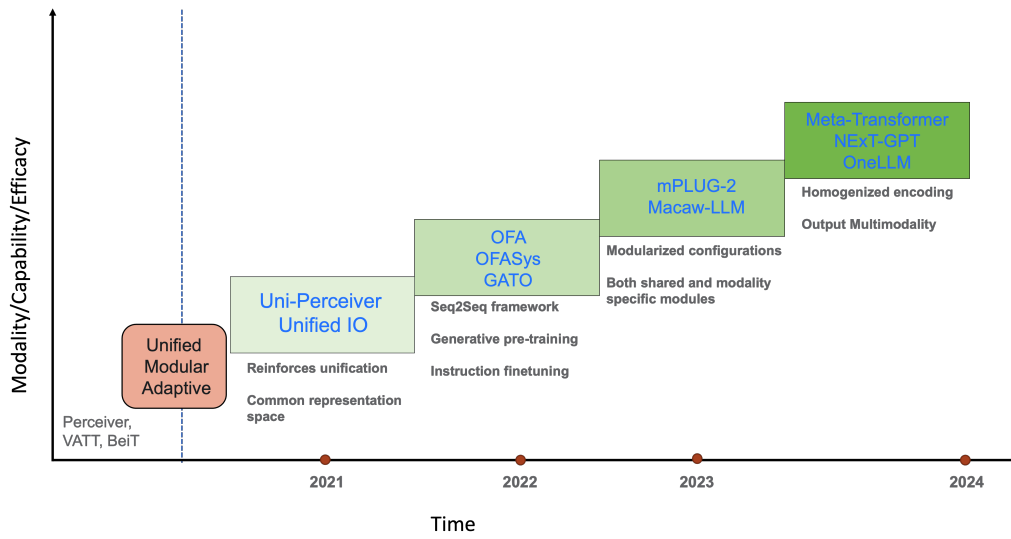 Modality/Capability/Efficacy
Meta-Transformer
NExT-GPT
OneLLM
Homogenized encoding
Output Multimodality
mPLUG-2
Macaw-LLM
Modularized configurations
Both shared and modality
specific modules
OFA
OFASys
GATO
Seq2Seq framework
Generative pre-training
Instruction finetuning
Uni-Perceiver
Unified IO
Reinforces unification
Common representation
space
Unified
Modular
Adaptive
Perceiver,
VATT, BeiT
2021
2022
2023
2024
Time